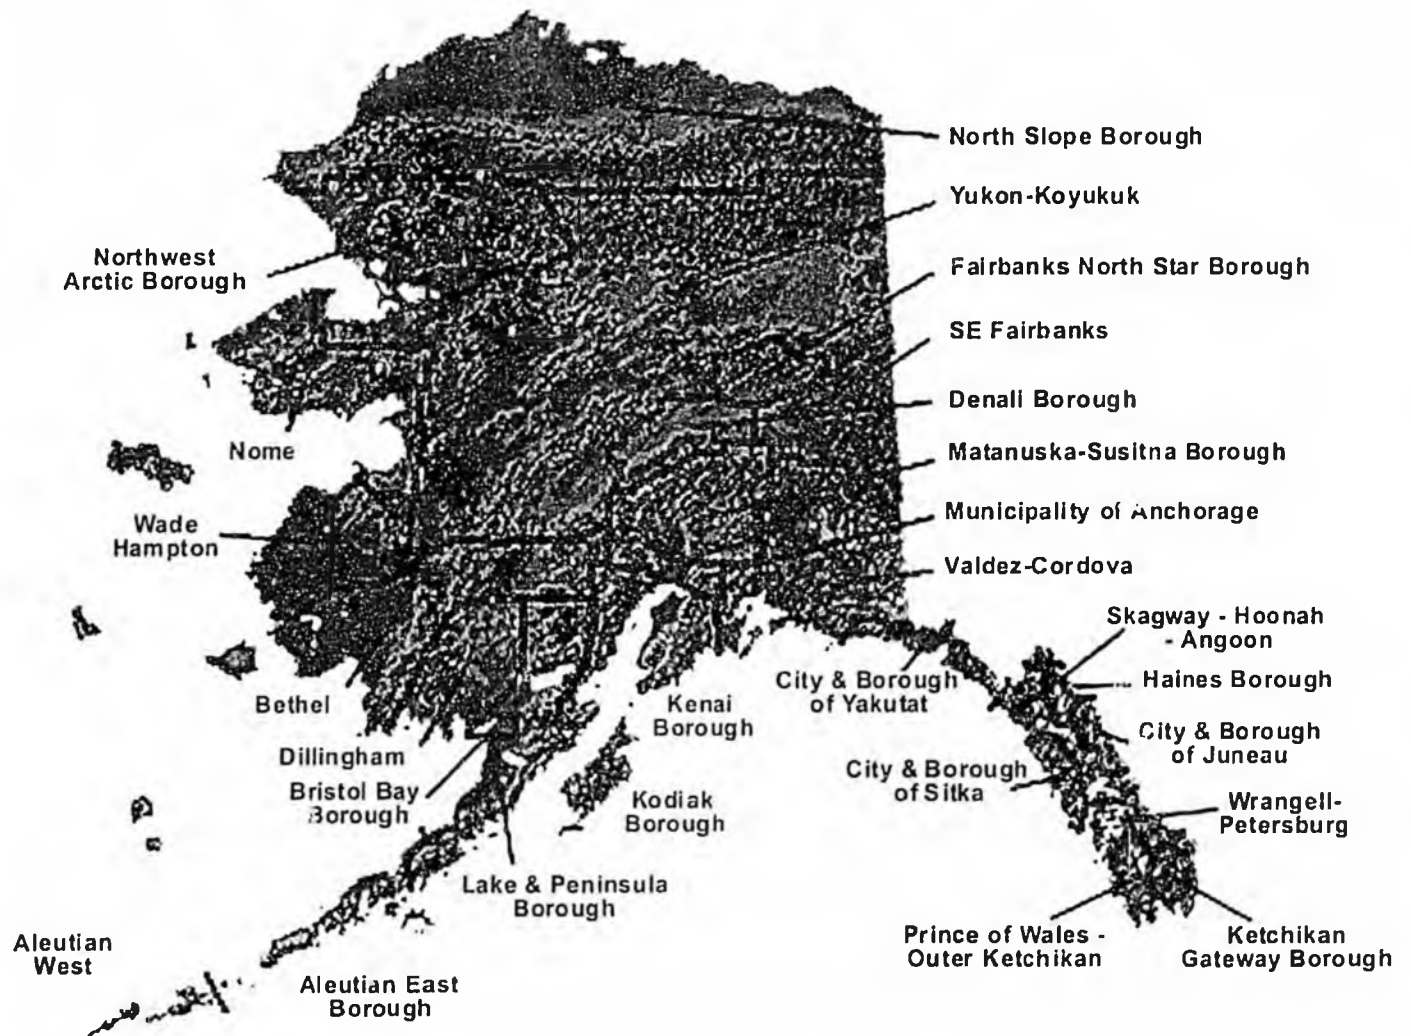 North Slope Borough
Yukon-Koyukuk
Northwest
Arctic Borough
Fairbanks North Star Borough
SE Fairbanks
Denali Borough
Nome
Matanuska-Susitna Borough
Wade
Hampton
Municipality of Anchorage
Valdez-Cordova
Skagway - Hoonah
- Angoon
Haines Borough
City & Borough
of Yakutat
Kenai
Borough
Bethel
City & Borough
of Juneau
Dillingham
City & Borough
of Sitka
Bristol Bay
Borough
Kodiak
Borough
Wrangell-
Petersburg
Lake & Peninsula
Borough
Prince of Wales -
Outer Ketchikan
Ketchikan
Gateway Borough
Aleutian
West
Aleutian East
Borough